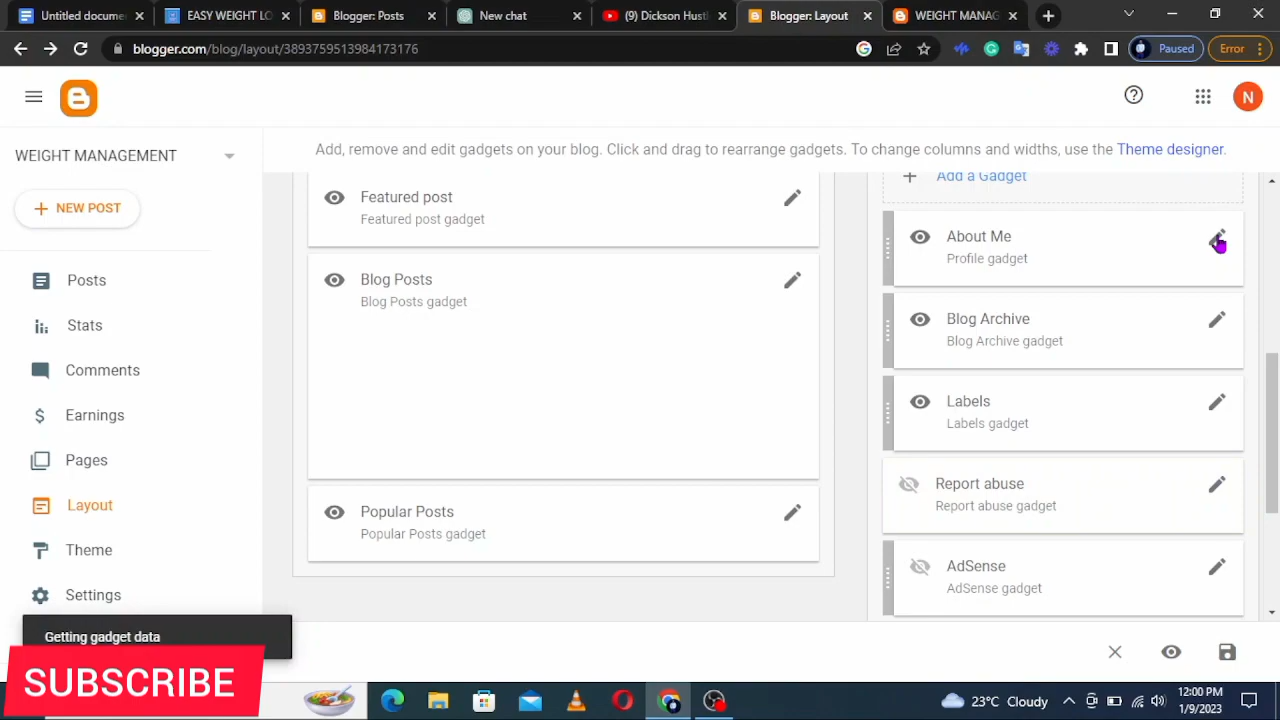 Untitled docume
EASY WEIGHT LO
Blogger: Posts
New chat
(9) Dickson Hustl
Blogger: Layout
WEIGHT MANAG
blogger.com/blog/layout/3893759513984173176
Paused
Error
N
WEIGHT MANAGEMENT
Add, remove and edit gadgets on your blog. Click and drag to rearrange gadgets. To change columns and widths, use the Theme designer.
NEW POST
Posts
Stats
Comments
Earnings
Pages
Layout
Theme
Settings
Featured post
Featured post gadget
Blog Posts
Blog Posts gadget
Popular Posts
Popular Posts gadget
Add a Gadget
About Me
Profile gadget
Blog Archive
Blog Archive gadget
Labels
Labels gadget
Report abuse
Report abuse gadget
AdSense
AdSense gadget
Getting gadget data
SUBSCRIBE
23°C Cloudy
12:00 PM
1/9/2023